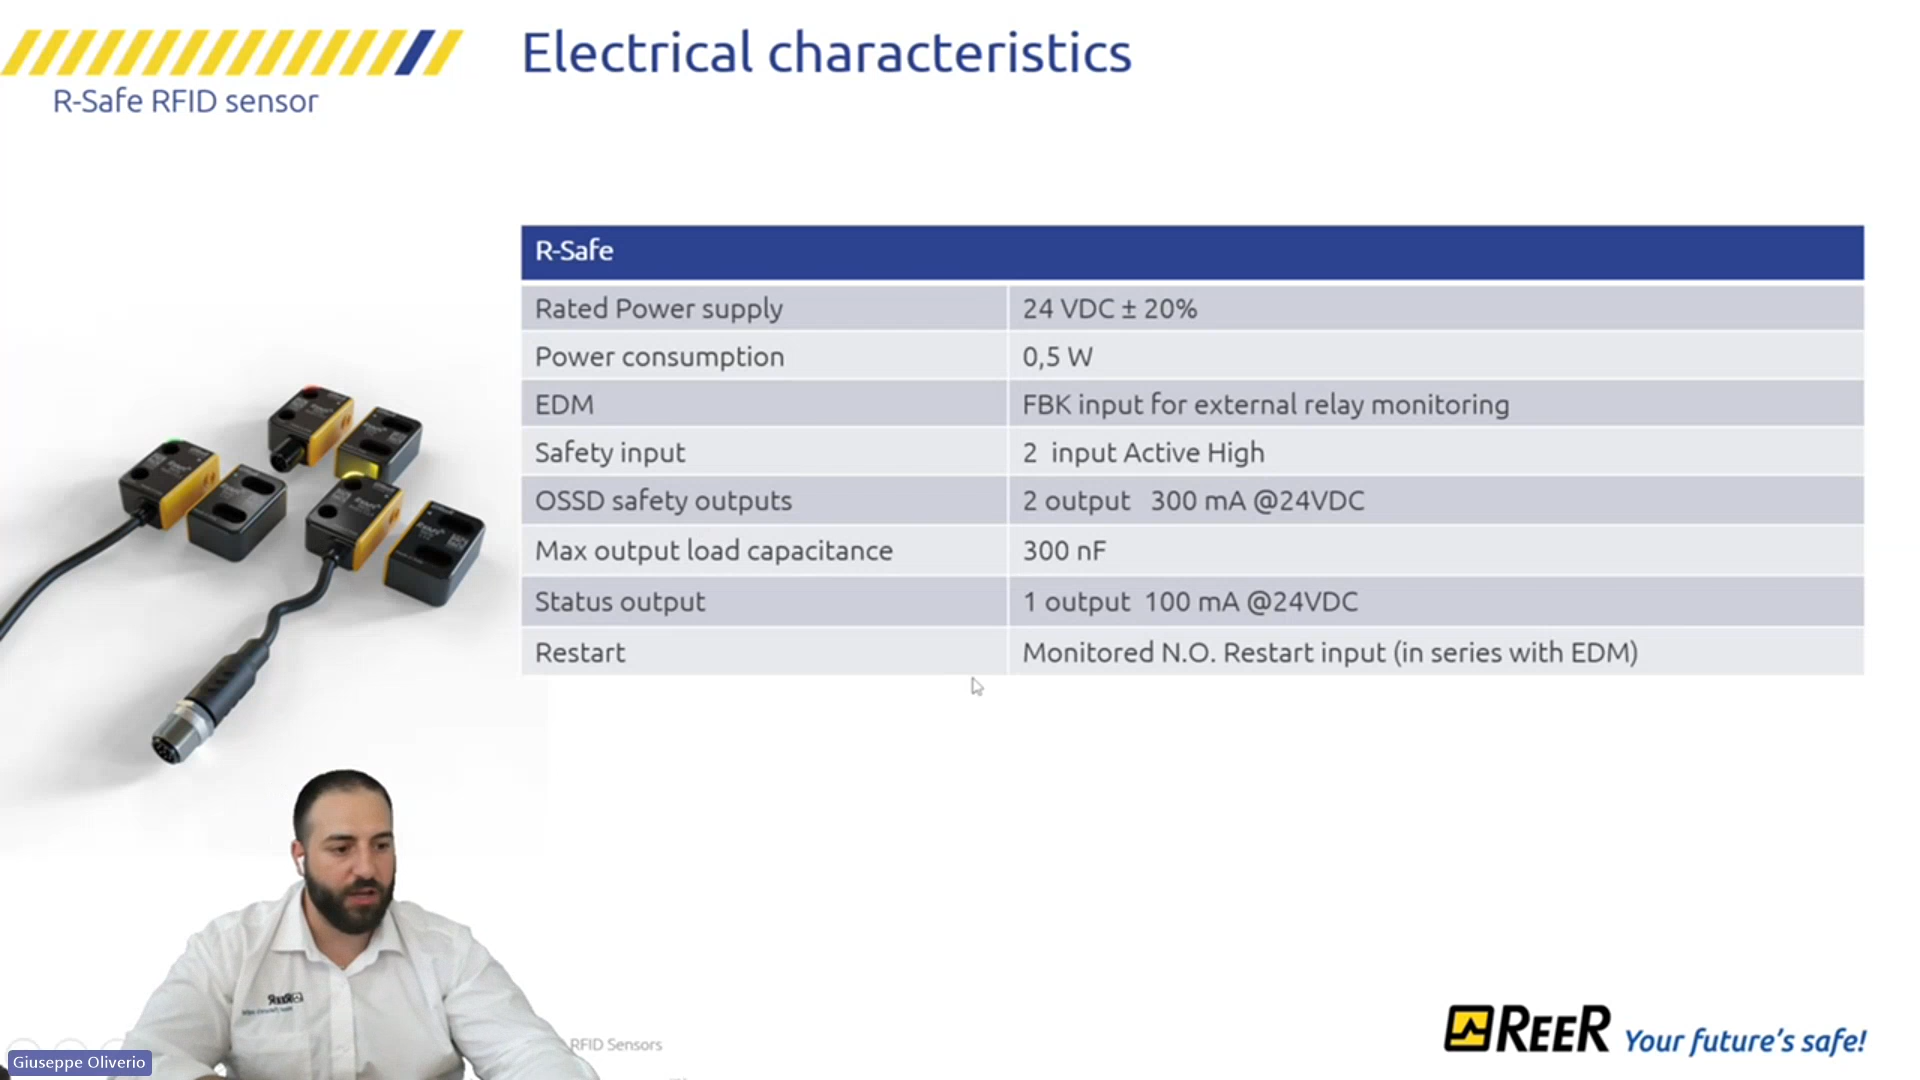 R-Safe RFID sensor
Electrical characteristics
R-Safe
Rated Power supply 24 VDC ± 20%
Power consumption 0,5 W
EDM FBK input for external relay monitoring
Safety input 2 input Active High
OSSD safety outputs 2 output 300 mA @24VDC
Max output load capacitance 300 nF
Status output 1 output 100 mA @24VDC
Restart Monitored N.O. Restart input (in series with EDM)
ReeR
RFID Sensors
Giuseppe Oliverio
REER Your future's safe!